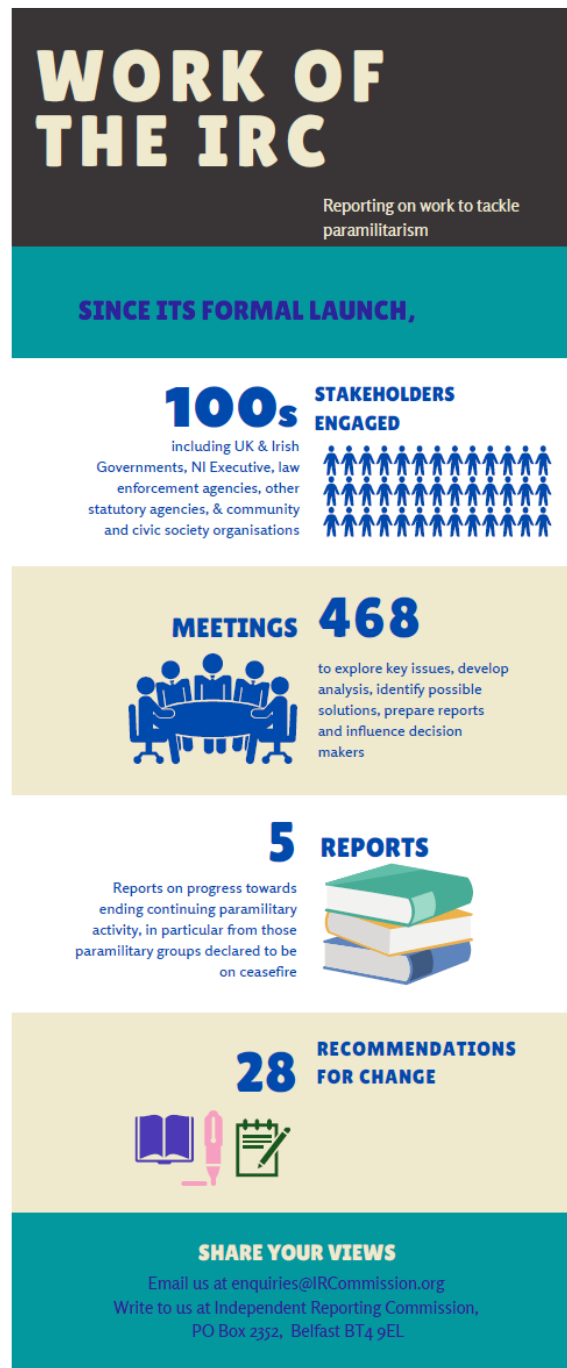 WORK OF
THE IRC
Reporting on work to tackle
paramilitarism
SINCE ITS FORMAL LAUNCH,
100s
STAKEHOLDERS
ENGAGED
including UK & Irish
Governments, NI Executive, law
enforcement agencies, other
statutory agencies, & community
and civic society organisations
MEETINGS
468
to explore key issues, develop
analysis, identify possible
solutions, prepare reports
and influence decision
makers
5
REPORTS
Reports on progress towards
ending continuing paramilitary
activity, in particular from those
paramilitary groups declared to be
on ceasefire
28
RECOMMENDATIONS
FOR CHANGE
SHARE YOUR VIEWS
Email us at enquiries@IRCommission.org
Write to us at Independent Reporting Commission,
PO Box 2352, Belfast BT4 9EL